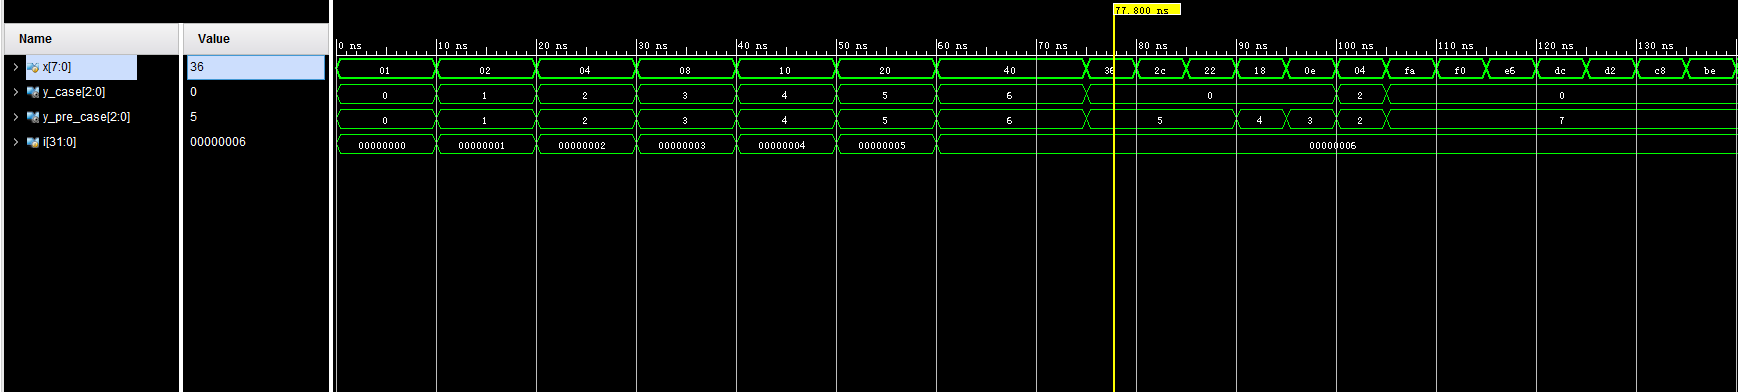 77.800 ns
Name Value
0 ns 10 ns 20 ns 30 ns 40 ns 50 ns 60 ns 70 ns 80 ns 90 ns 100 ns 110 ns 120 ns 130 ns
x[7:0] 36 01 02 04 08 10 20 40 36 2c 22 18 0e 04 fa f0 e6 dc d2 c8 be
y_case[2:0] 0 0 1 2 3 4 5 6 0 2 0
y_pre_case[2:0] 5 0 1 2 3 4 5 6 5 4 3 2 7
i[31:0] 00000006 00000000 00000001 00000002 00000003 00000004 00000005 00000006